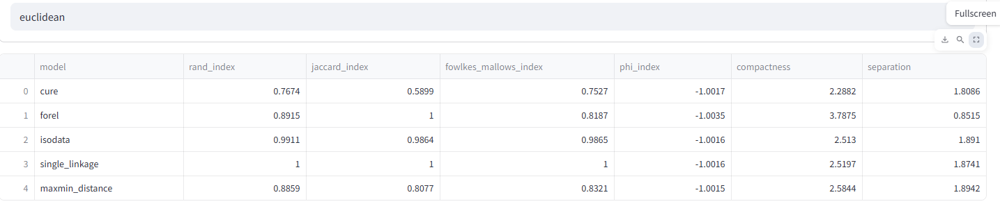 euclidean
Fullscreen
model rand_index jaccard_index fowlkes_mallows_index phi_index compactness separation
0 cure 0.7674 0.5899 0.7527 -1.0017 2.2882 1.8086
1 forel 0.8915 1 0.8187 -1.0035 3.7875 0.8515
2 isodata 0.9911 0.9864 0.9865 -1.0016 2.513 1.891
3 single_linkage 1 1 1 -1.0016 2.5197 1.8741
4 maxmin_distance 0.8859 0.8077 0.8321 -1.0015 2.5844 1.8942